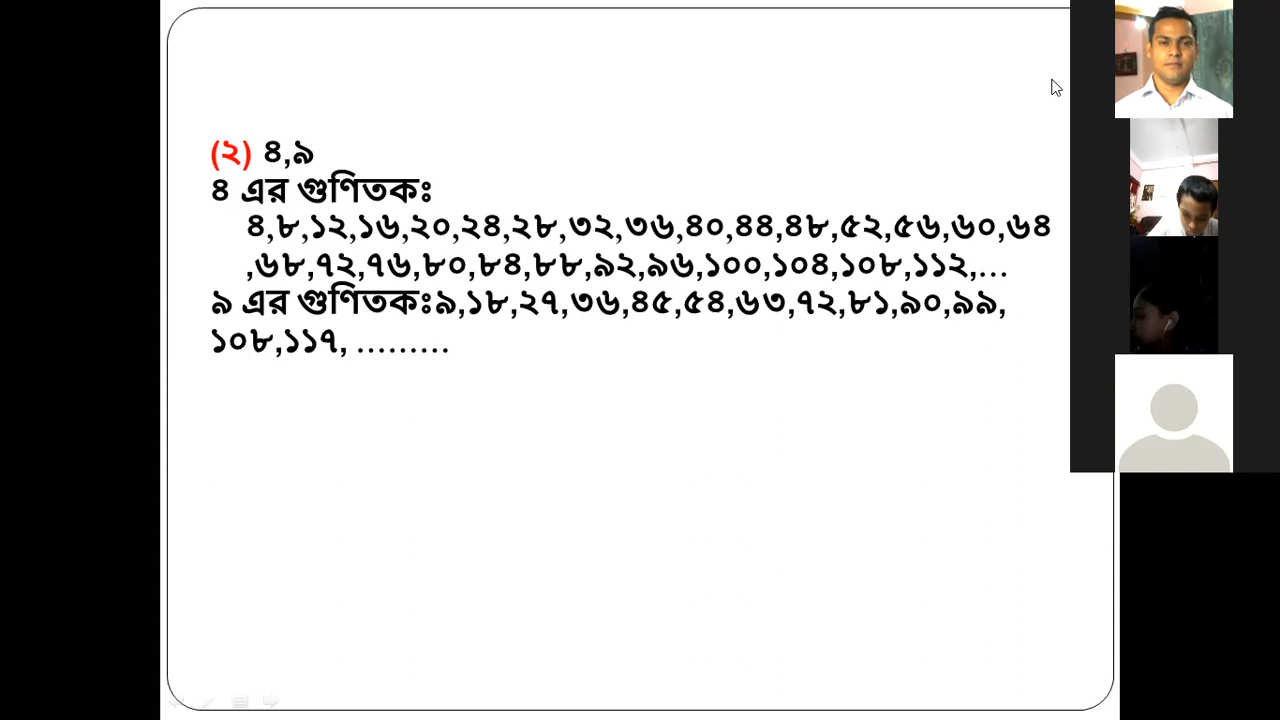 (২) ৪,৯
৪ এর গুণিতকঃ
৪,৮,১২,১৬,২০,২৪,২৮,৩২,৩৬,৪০,৪৪,৪৮,৫২,৫৬,৬০,৬৪
,৬৮,৭২,৭৬,৮০,৮৪,৮৮,৯২,৯৬,১০০,১০৪,১০৮,১১২,...
৯ এর গুণিতকঃ৯,১৮,২৭,৩৬,৪৫,৫৪,৬৩,৭২,৮১,৯০,৯৯,
১০৮,১১৭, .........